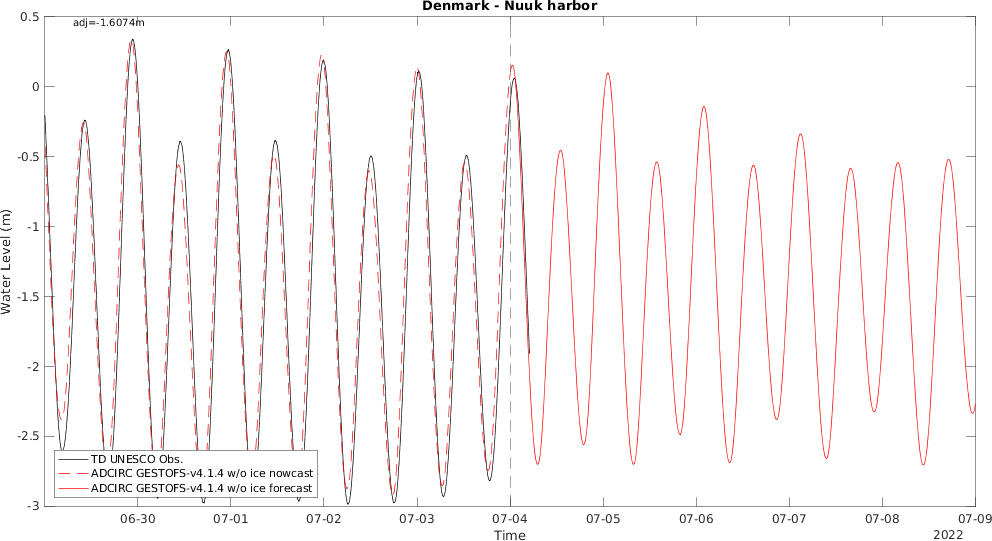 Denmark - Nuuk harbor
adj=-1.6074m
0.5
0
-0.5
-1
-1.5
-2
-2.5
-3
Water Level (m)
TD UNESCO Obs.
ADCIRC GESTOFS-v4.1.4 w/o ice nowcast
ADCIRC GESTOFS-v4.1.4 w/o ice forecast
06-30 07-01 07-02 07-03 07-04 07-05 07-06 07-07 07-08 07-09
Time
2022